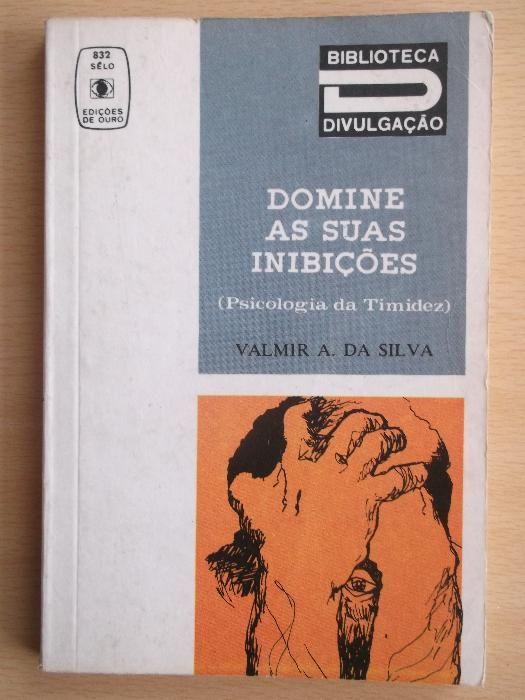 832
SÊLO
EDIÇÕES
DE OURO
BIBLIOTECA
D
DIVULGAÇÃO
DOMINE
AS SUAS
INIBIÇÕES
(Psicologia da Timidez)
VALMIR A. DA SILVA